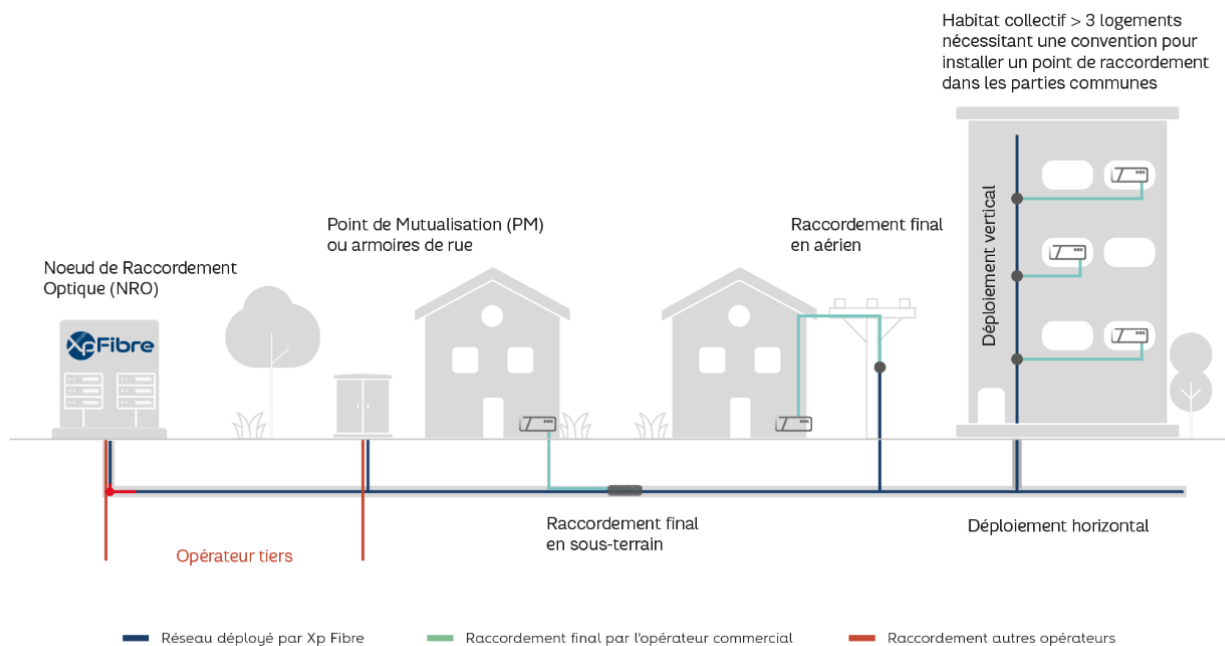 Habitat collectif > 3 logements
nécessitant une convention pour
installer un point de raccordement
dans les parties communes
Point de Mutualisation (PM)
ou armoires de rue
Raccordement final
en aérien
Déploiement vertical
Noeud de Raccordement
Optique (NRO)
XpFibre
Raccordement final
en sous-terrain
Déploiement horizontal
Opérateur tiers
Réseau déployé par Xp Fibre
Raccordement final par l'opérateur commercial
Raccordement autres opérateurs